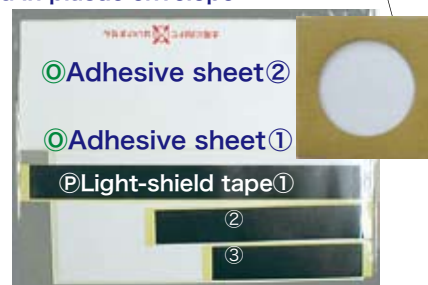 in plastic envelope
ⓄAdhesive sheet②
ⓄAdhesive sheet①
ⓅLight-shield tape①
②
③